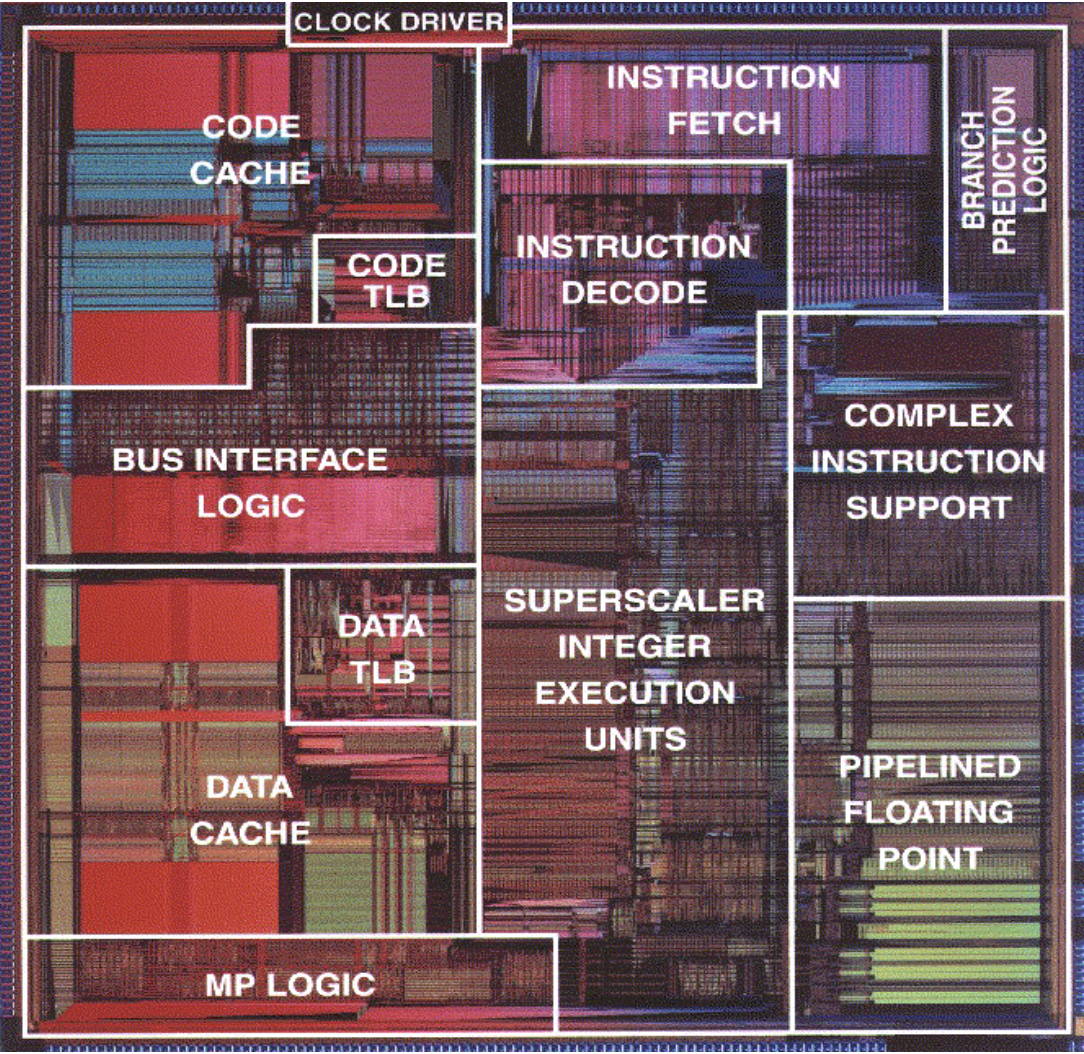 CLOCK DRIVER
CODE
CACHE
INSTRUCTION
FETCH
BRANCH
PREDICTION
LOGIC
CODE
TLB
INSTRUCTION
DECODE
BUS INTERFACE
LOGIC
COMPLEX
INSTRUCTION
SUPPORT
DATA
TLB
SUPERSCALER
INTEGER
EXECUTION
UNITS
DATA
CACHE
PIPELINED
FLOATING
POINT
MP LOGIC